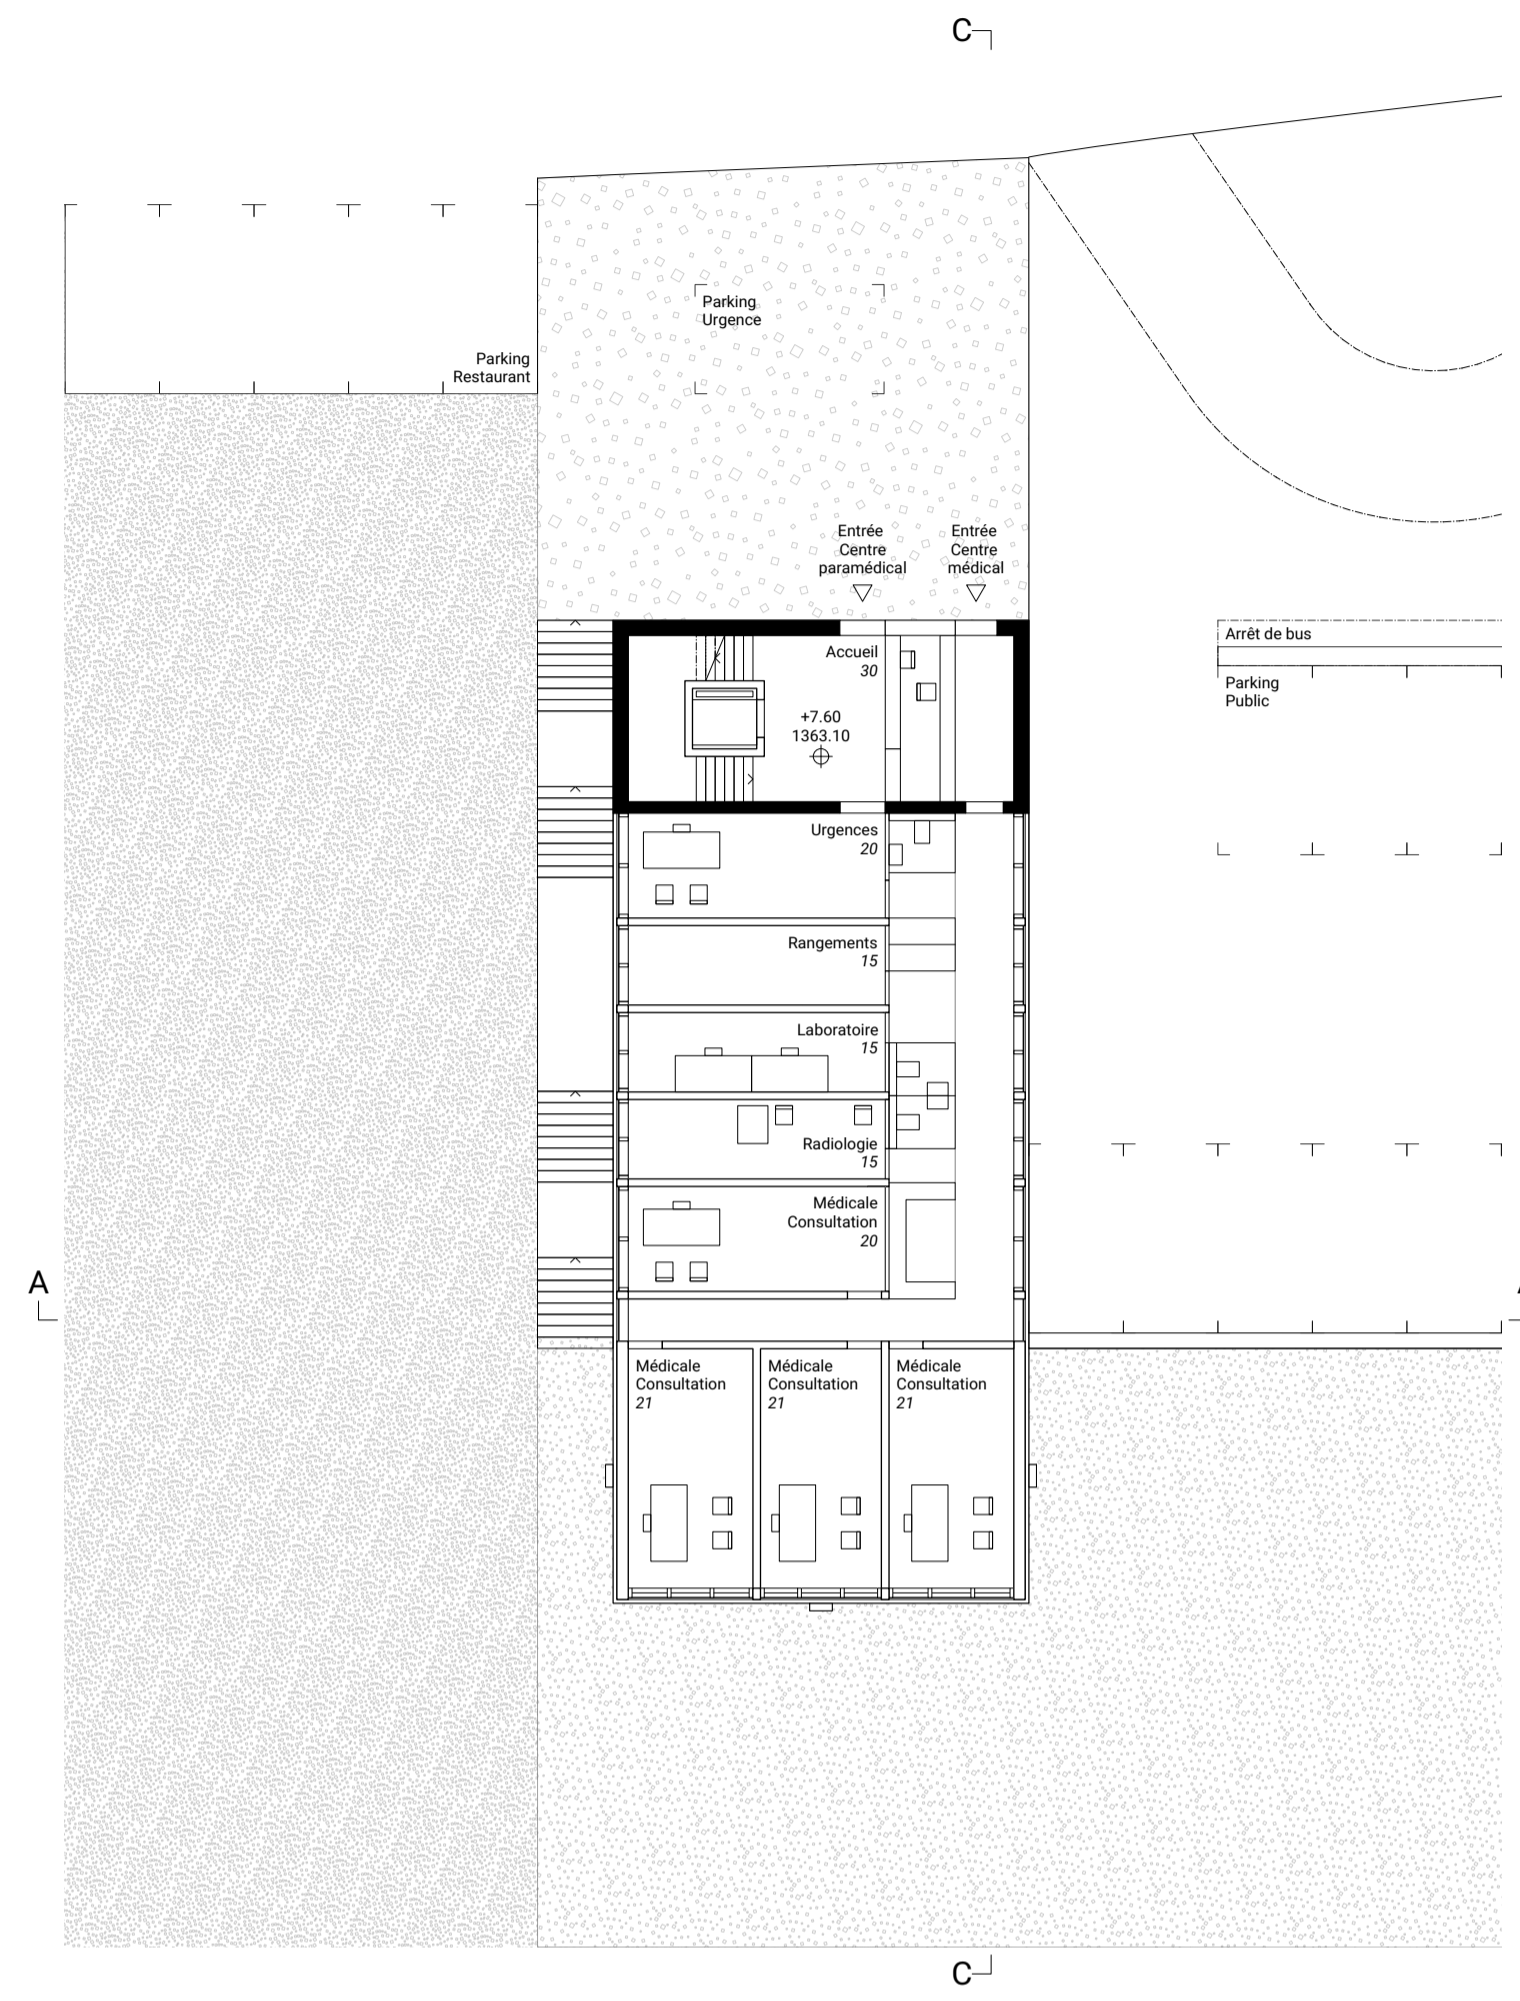 C
Parking
Urgence
Parking
Restaurant
Entrée
Centre
paramédical
Entrée
Centre
médical
Arrêt de bus
Parking
Public
Accueil
30
+7.60
1363.10
Urgences
20
Rangements
15
Laboratoire
15
Radiologie
15
Médicale
Consultation
20
A
Médicale
Consultation
21
Médicale
Consultation
21
Médicale
Consultation
21
C